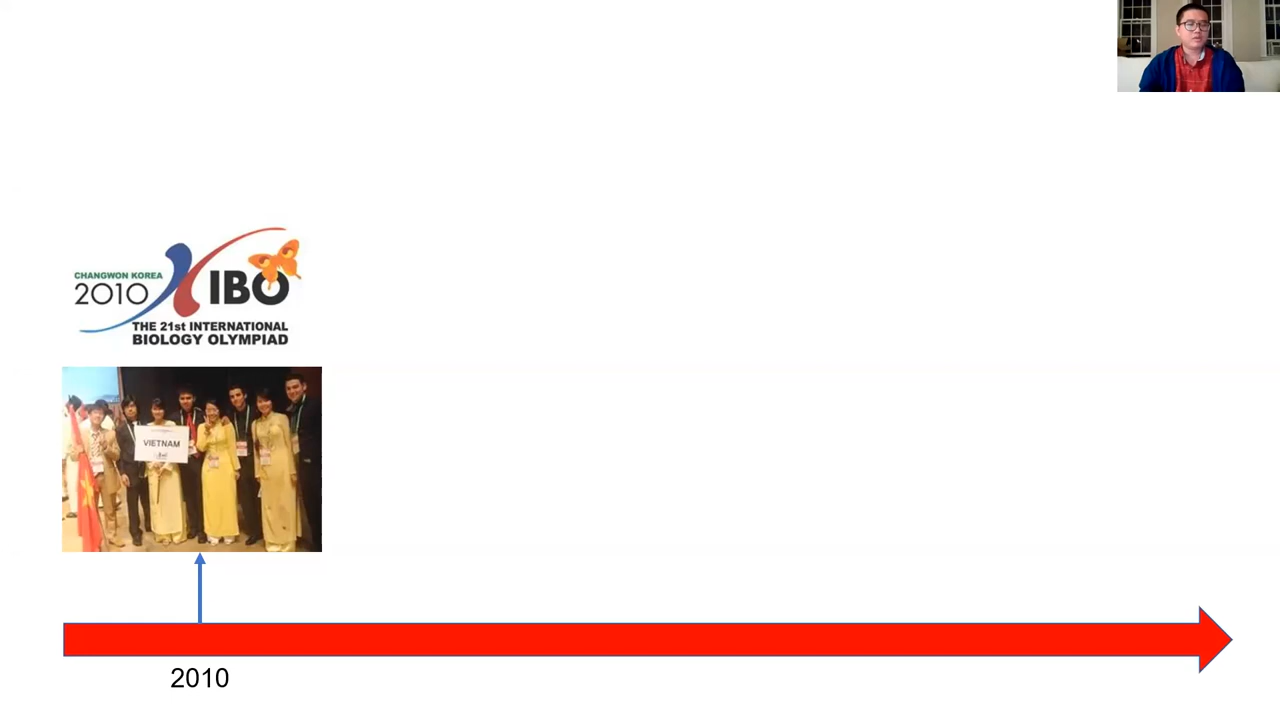 CHANGWON KOREA
2010 IBO
THE 21st INTERNATIONAL
BIOLOGY OLYMPIAD
VIETNAM
2010